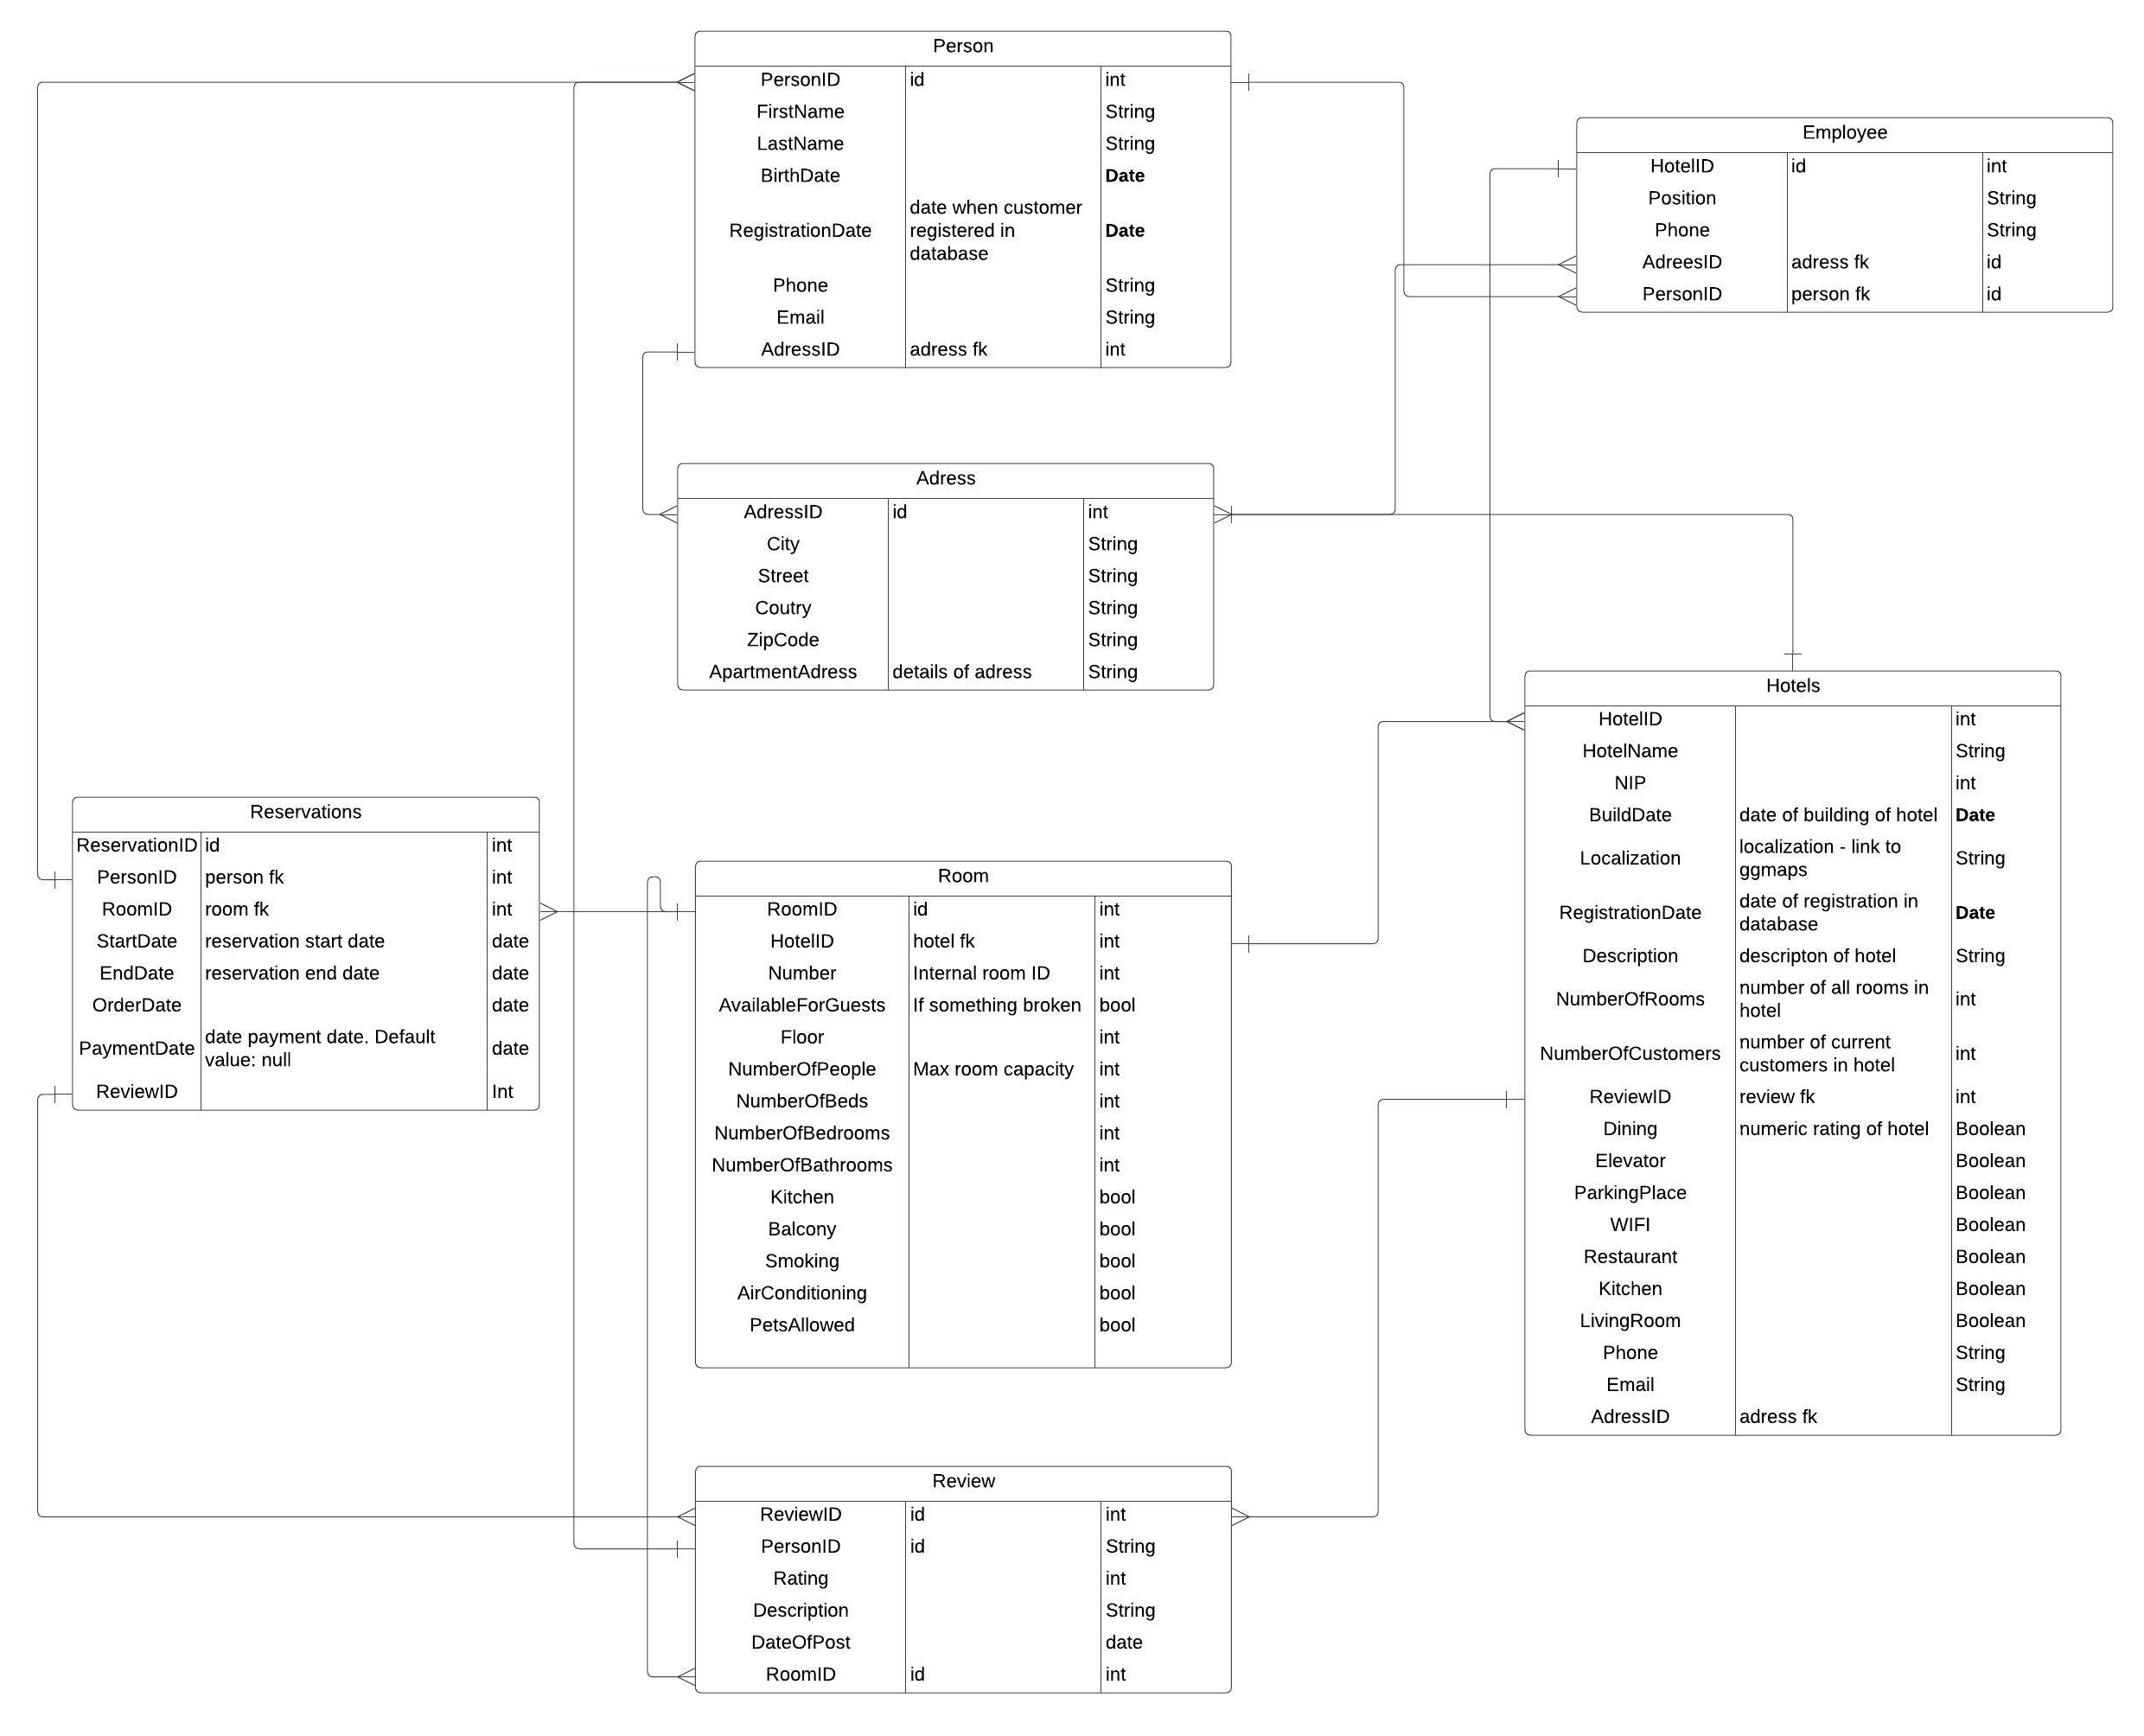 Person
PersonID id int
FirstName String
LastName String
BirthDate Date
RegistrationDate date when customer
registered in
database Date
Phone String
Email String
AdressID adress fk int
Employee
HotelID id int
Position String
Phone String
AdreesID adress fk id
PersonID person fk id
Adress
AdressID id int
City String
Street String
Coutry String
ZipCode String
ApartmentAdress details of adress String
Hotels
HotelID int
HotelName String
NIP int
BuildDate date of building of hotel Date
Localization localization - link to
ggmaps String
RegistrationDate date of registration in
database Date
Description descripton of hotel String
NumberOfRooms number of all rooms in
hotel int
NumberOfCustomers number of current
customers in hotel int
ReviewID review fk int
Dining numeric rating of hotel Boolean
Elevator Boolean
ParkingPlace Boolean
WIFI Boolean
Restaurant Boolean
Kitchen Boolean
LivingRoom Boolean
Phone String
Email String
AdressID adress fk
Reservations
ReservationID id int
PersonID person fk int
RoomID room fk int
StartDate reservation start date date
EndDate reservation end date date
OrderDate date
PaymentDate date payment date. Default
value: null date
ReviewID Int
Room
RoomID id int
HotelID hotel fk int
Number Internal room ID int
AvailableForGuests If something broken bool
Floor int
NumberOfPeople Max room capacity int
NumberOfBeds int
NumberOfBedrooms int
NumberOfBathrooms int
Kitchen bool
Balcony bool
Smoking bool
AirConditioning bool
PetsAllowed bool
Review
ReviewID id int
PersonID id String
Rating int
Description String
DateOfPost date
RoomID id int